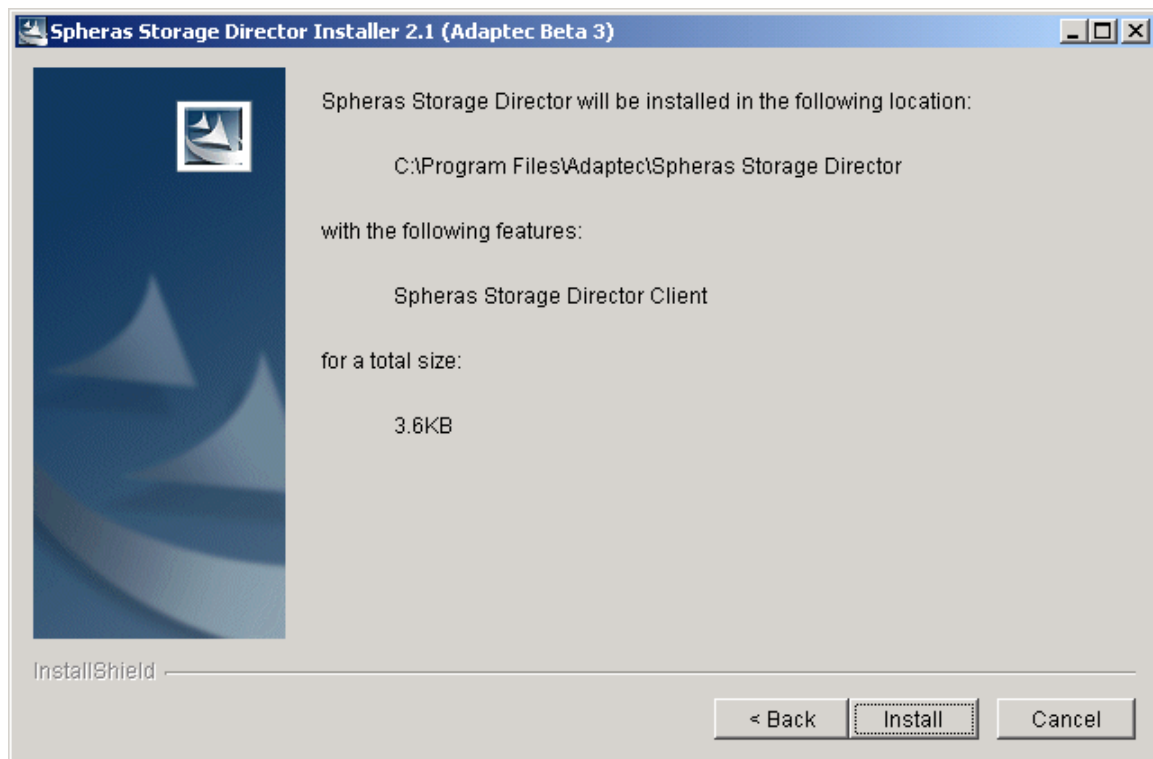 Spheras Storage Director Installer 2.1 (Adaptec Beta 3)
Spheras Storage Director will be installed in the following location:
C:\Program Files\Adaptec\Spheras Storage Director
with the following features:
Spheras Storage Director Client
for a total size:
3.6KB
InstallShield
< Back Install Cancel